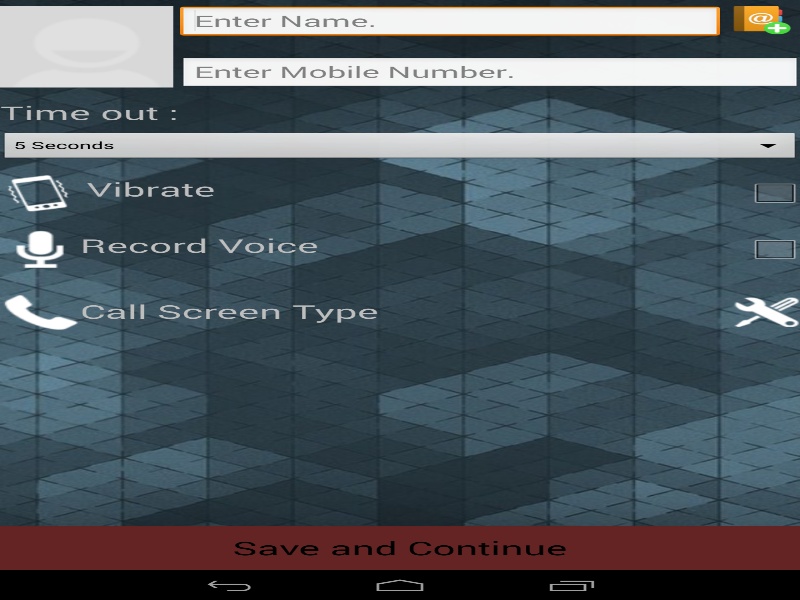 Enter Name.
Enter Mobile Number.
Time out :
5 Seconds
Vibrate
Record Voice
Call Screen Type
Save and Continue